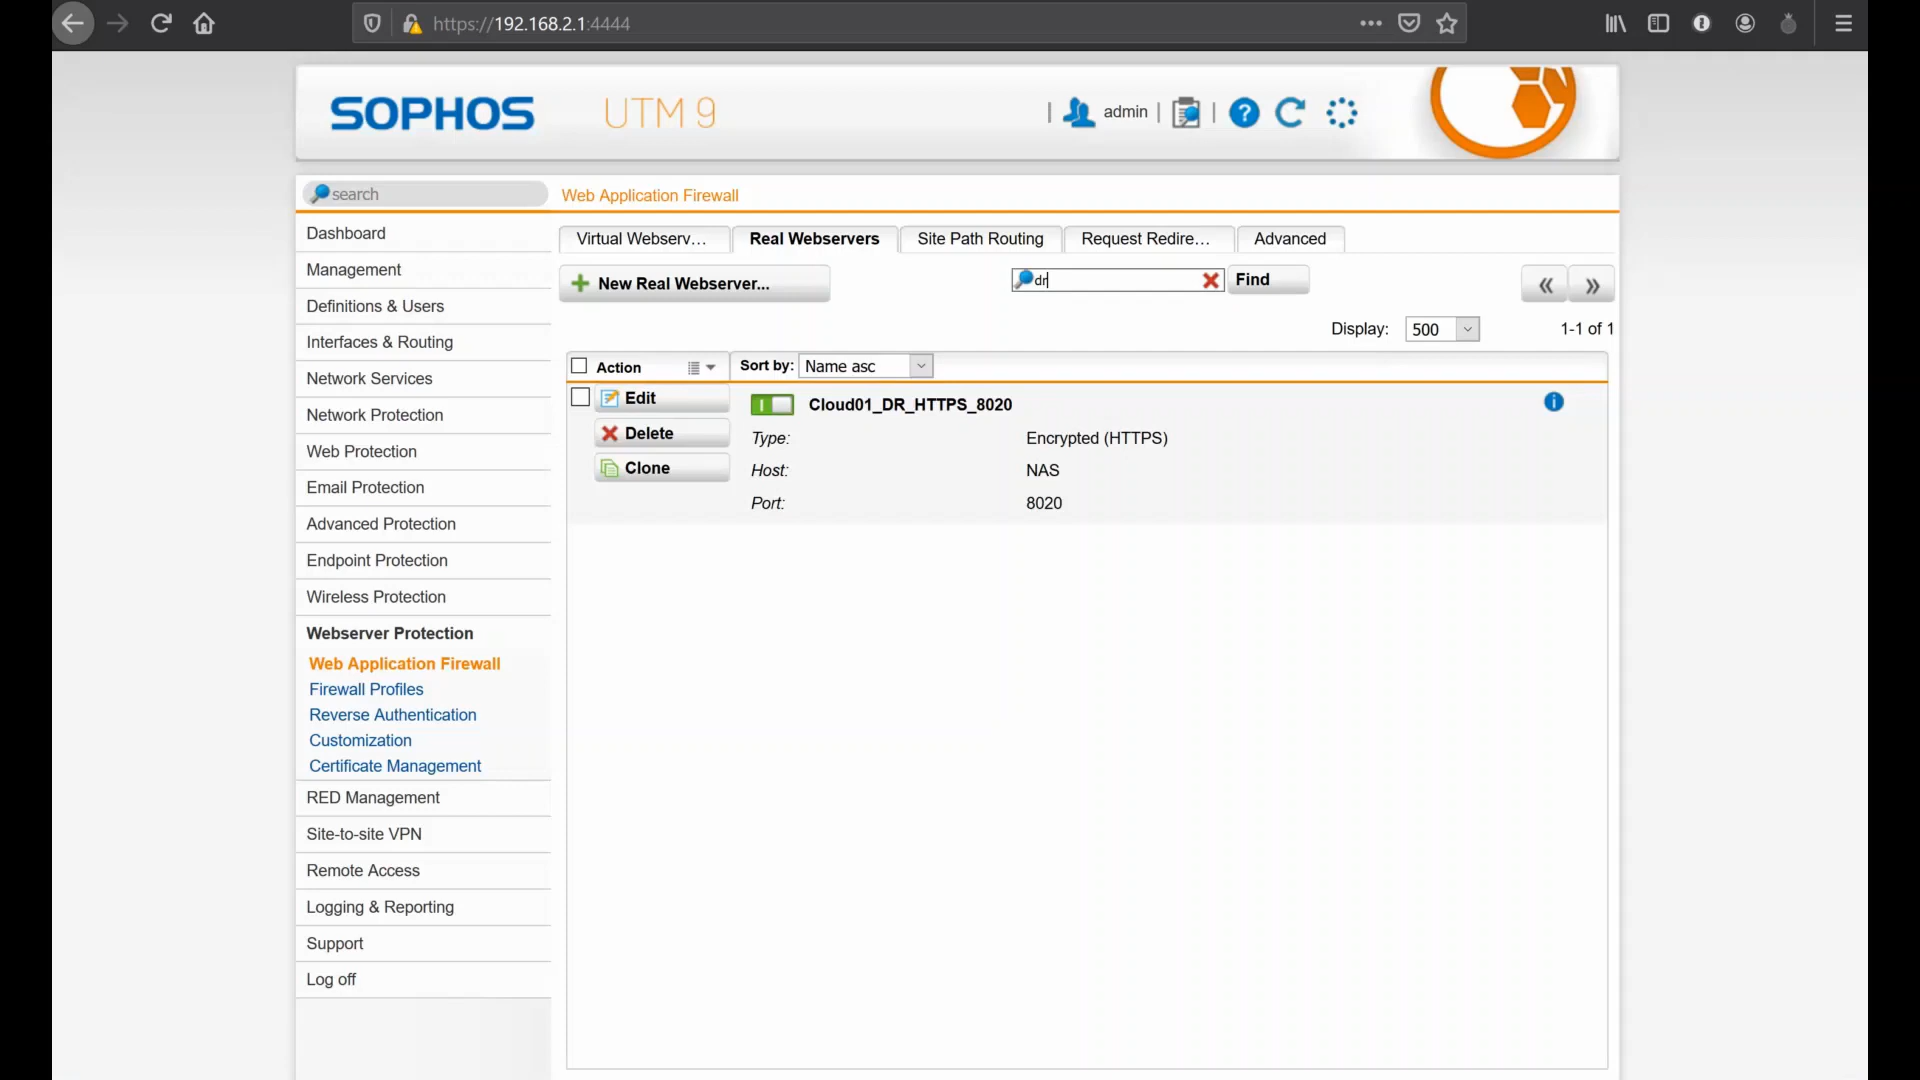 https://192.168.2.1:4444
SOPHOS UTM 9
| admin | | ?
search
Web Application Firewall
Dashboard
Management
Definitions & Users
Interfaces & Routing
Network Services
Network Protection
Web Protection
Email Protection
Advanced Protection
Endpoint Protection
Wireless Protection
Webserver Protection
Web Application Firewall
Firewall Profiles
Reverse Authentication
Customization
Certificate Management
RED Management
Site-to-site VPN
Remote Access
Logging & Reporting
Support
Log off
Virtual Webserv... Real Webservers Site Path Routing Request Redire... Advanced
+ New Real Webserver... dr Find « »
Display: 500 1-1 of 1
Action Sort by: Name asc
Edit Cloud01_DR_HTTPS_8020
Delete Type: Encrypted (HTTPS)
Clone Host: NAS
Port: 8020